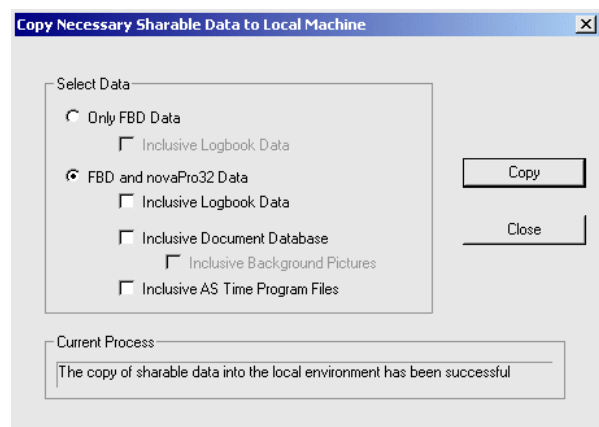 Copy Necessary Sharable Data to Local Machine
Select Data
Only FBD Data
Inclusive Logbook Data
FBD and novaPro32 Data
Inclusive Logbook Data
Inclusive Document Database
Inclusive Background Pictures
Inclusive AS Time Program Files
Copy
Close
Current Process
The copy of sharable data into the local environment has been successful